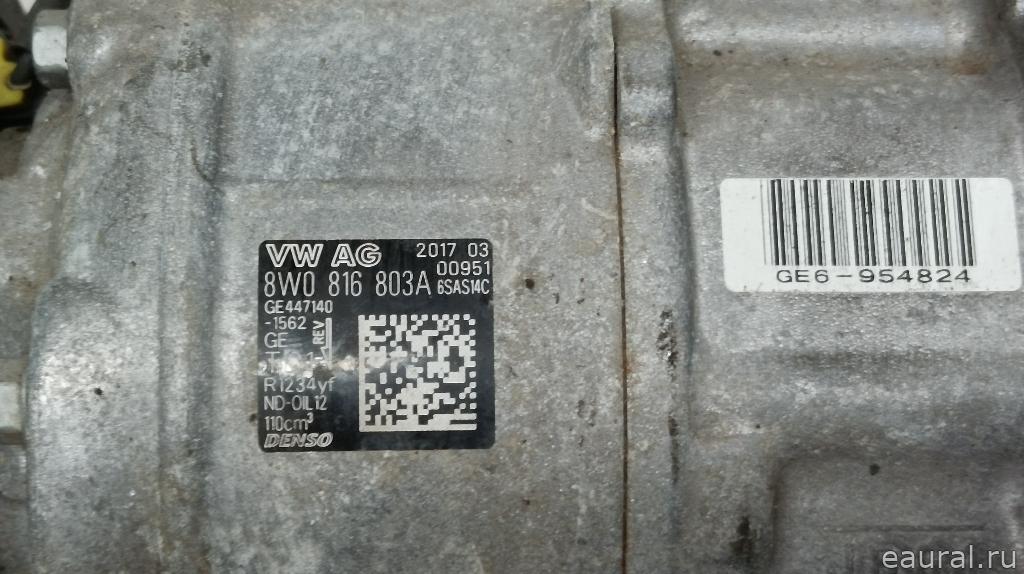 VW AG 2017 03
00951
8W0 816 803A 6SAS14C
GE447140
-1562
REV
GE
R1234yf
ND-OIL12
110cm³
DENSO
GE6-954824
eaural.ru